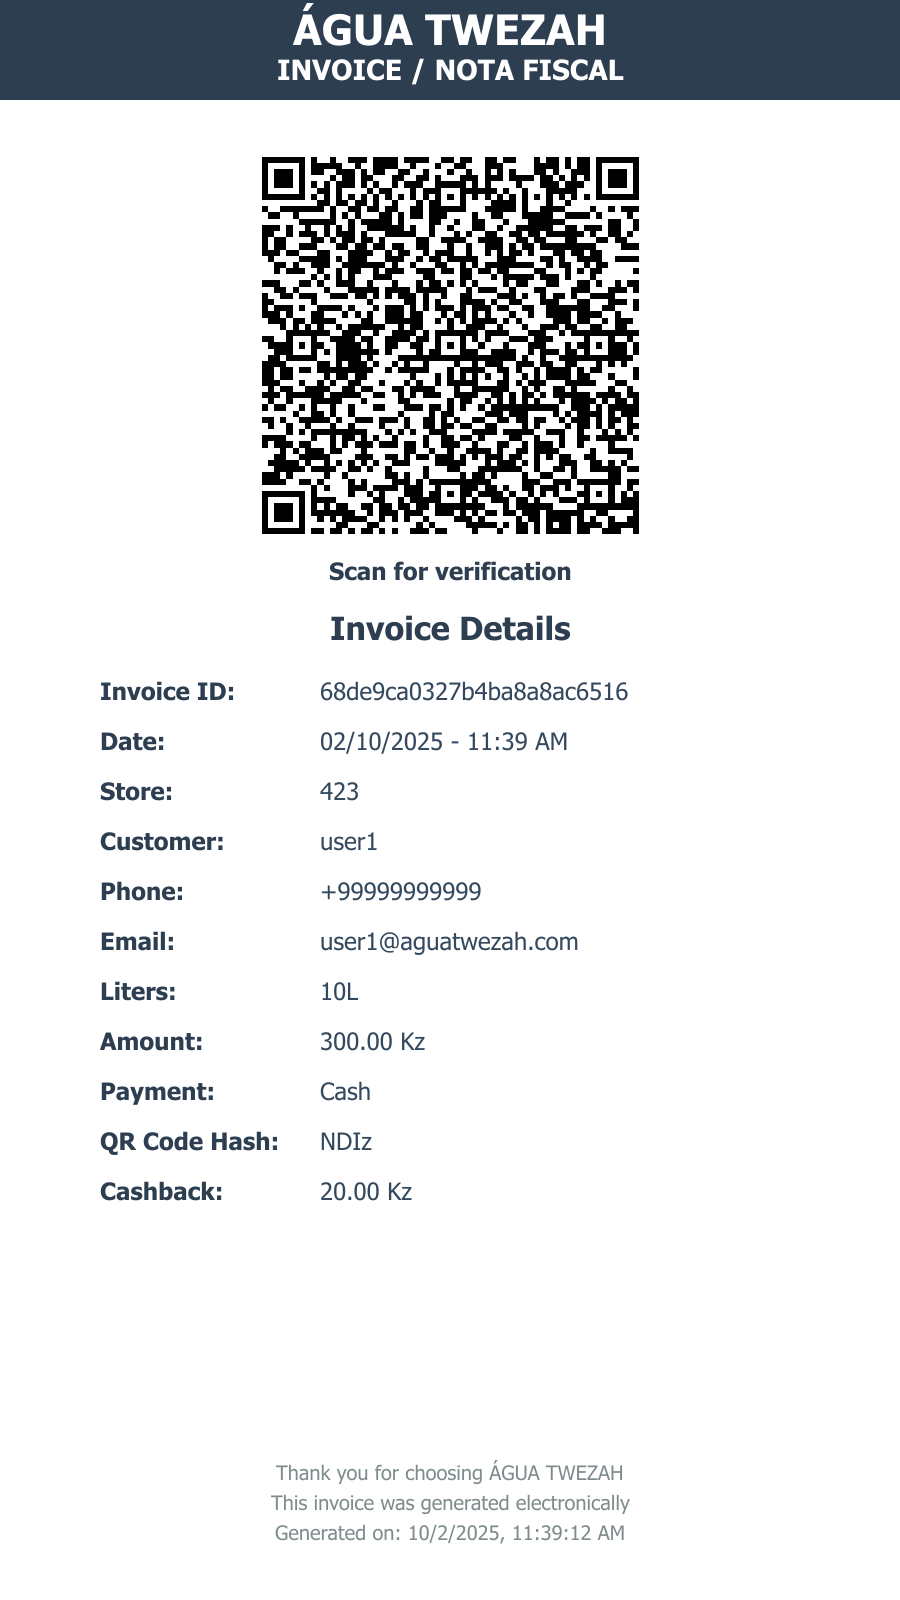 ÁGUA TWEZAH
INVOICE / NOTA FISCAL
Scan for verification
Invoice Details
Invoice ID: 68de9ca0327b4ba8a8ac6516
Date: 02/10/2025 - 11:39 AM
Store: 423
Customer: user1
Phone: +99999999999
Email: user1@aguatwezah.com
Liters: 10L
Amount: 300.00 Kz
Payment: Cash
QR Code Hash: NDIz
Cashback: 20.00 Kz
Thank you for choosing ÁGUA TWEZAH
This invoice was generated electronically
Generated on: 10/2/2025, 11:39:12 AM